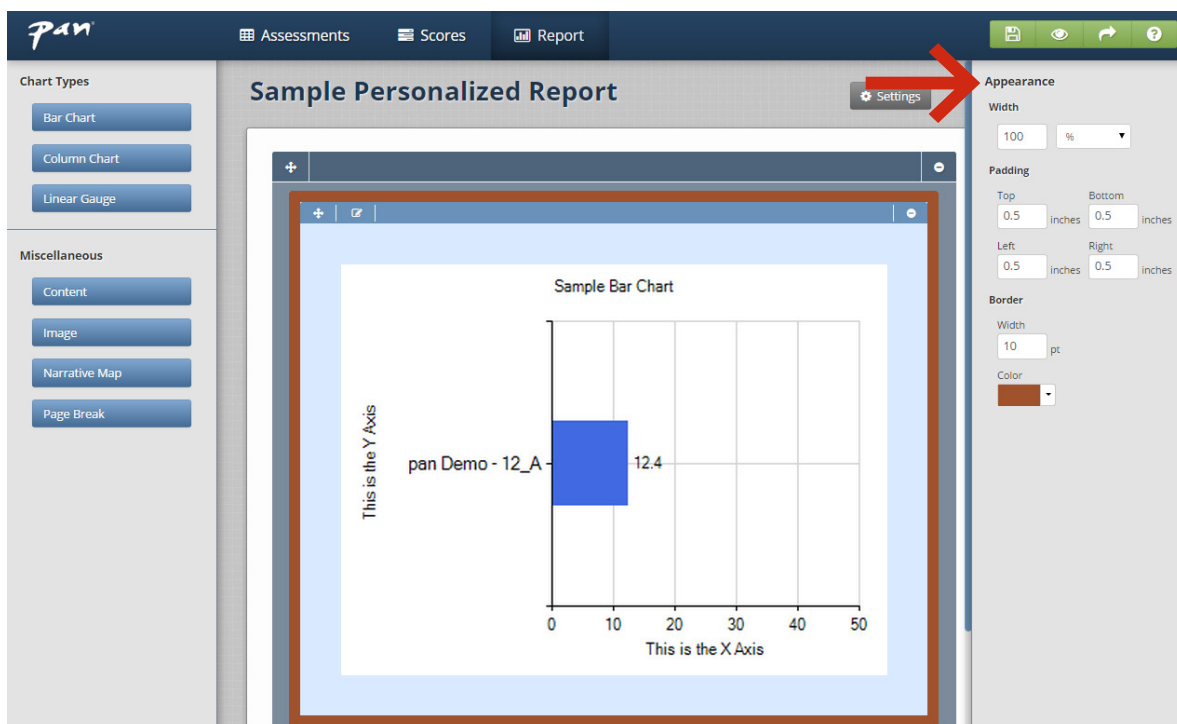 pan
Assessments
Scores
Report
Chart Types
Bar Chart
Column Chart
Linear Gauge
Miscellaneous
Content
Image
Narrative Map
Page Break
Sample Personalized Report
Settings
Sample Bar Chart
This is the Y Axis
pan Demo - 12_A
12.4
0 10 20 30 40 50
This is the X Axis
Appearance
Width
100 %
Padding
Top Bottom
0.5 inches 0.5 inches
Left Right
0.5 inches 0.5 inches
Border
Width
10 pt
Color